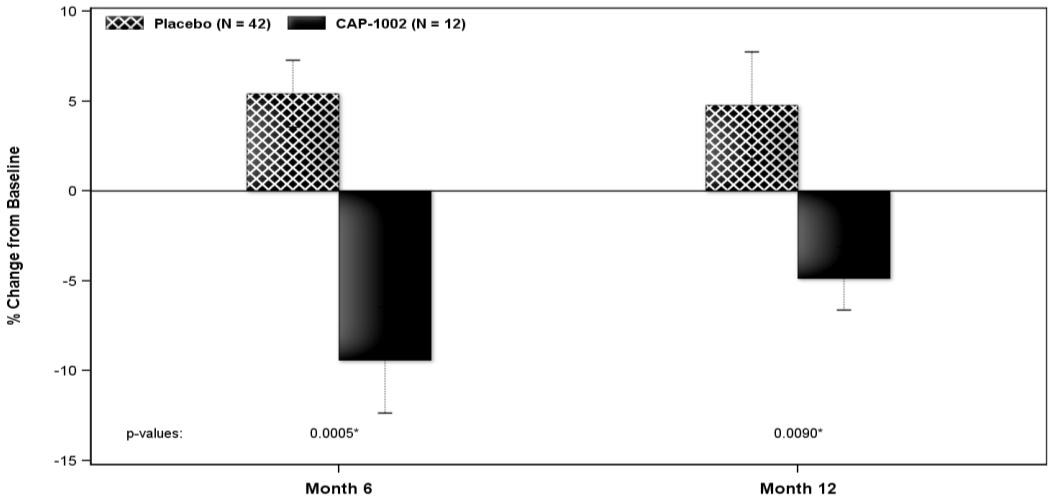 Placebo (N = 42) CAP-1002 (N = 12)
% Change from Baseline
10
5
0
-5
-10
-15
p-values: 0.0005* 0.0090*
Month 6 Month 12